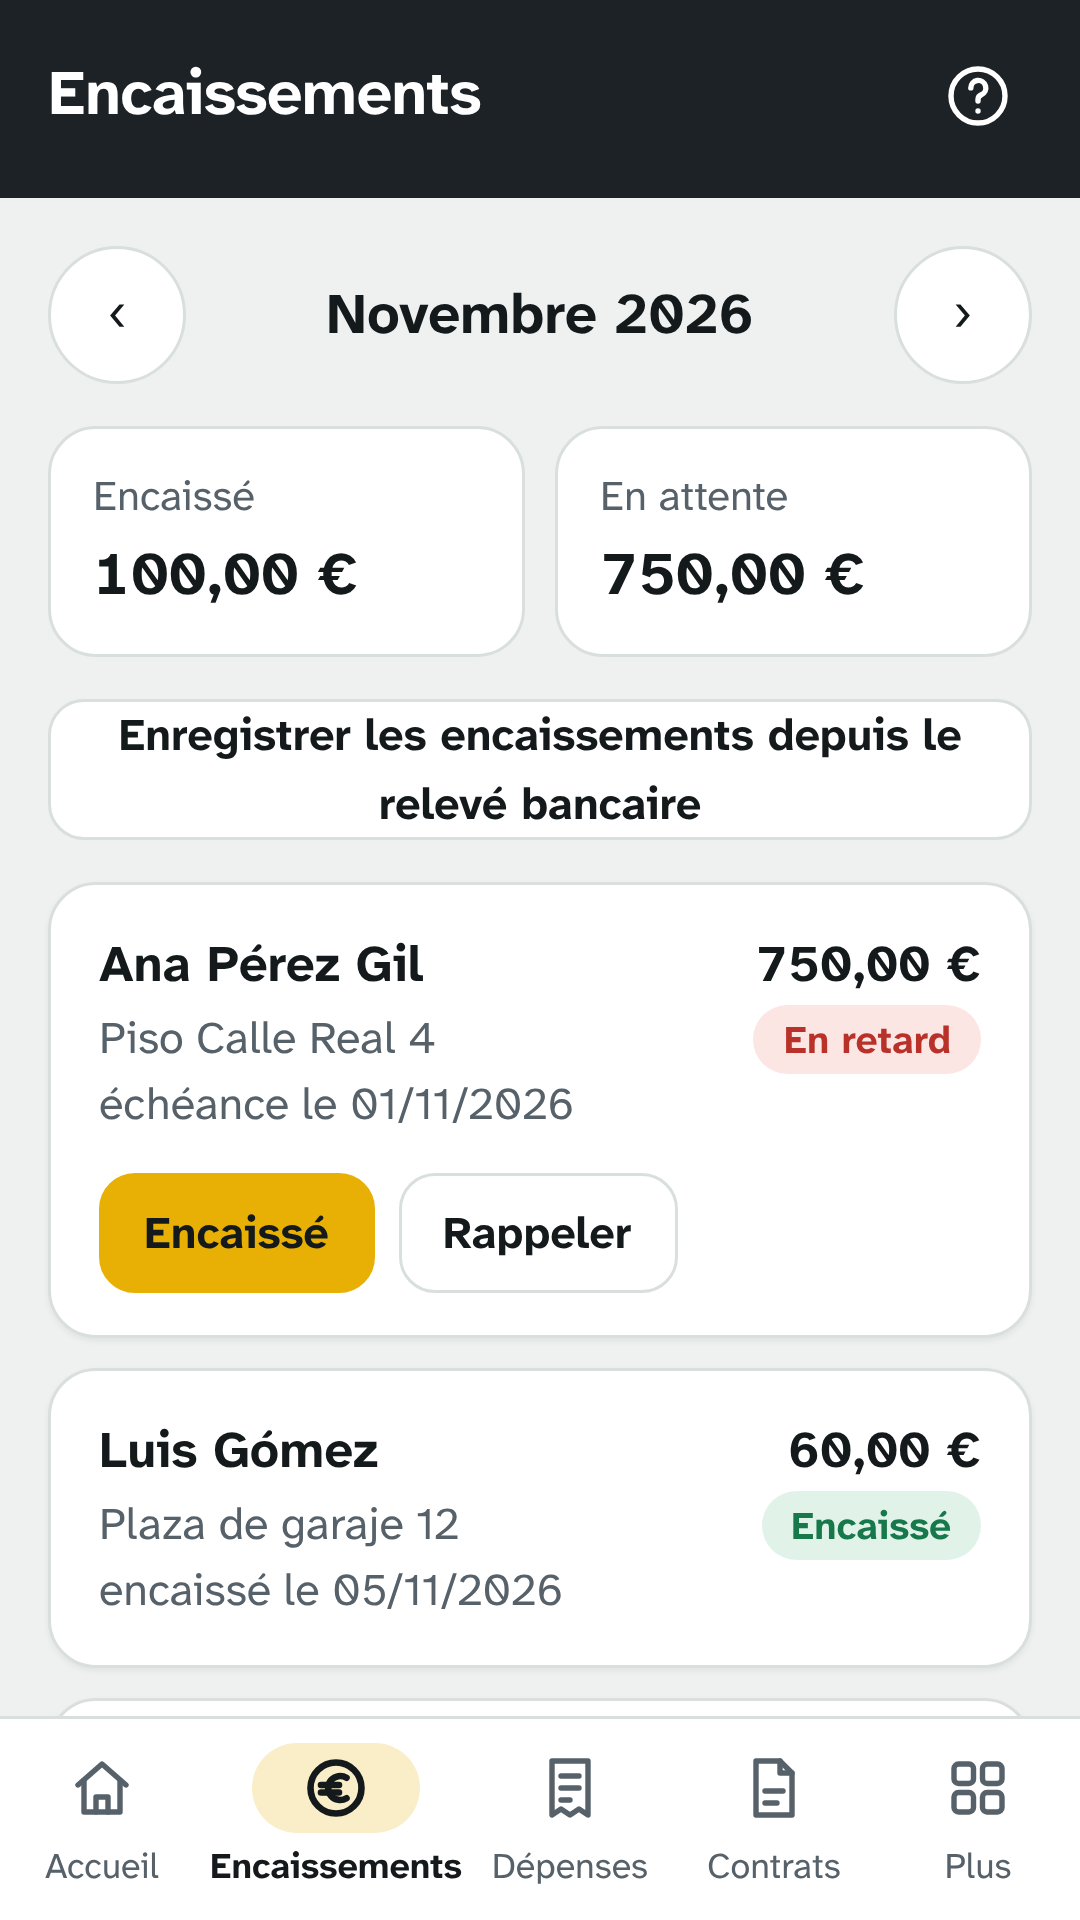 Encaissements
Novembre 2026
Encaissé
100,00 €
En attente
750,00 €
Enregistrer les encaissements depuis le
relevé bancaire
Ana Pérez Gil
750,00 €
Piso Calle Real 4
En retard
échéance le 01/11/2026
Encaissé
Rappeler
Luis Gómez
60,00 €
Plaza de garaje 12
Encaissé
encaissé le 05/11/2026
Accueil
Encaissements
Dépenses
Contrats
Plus